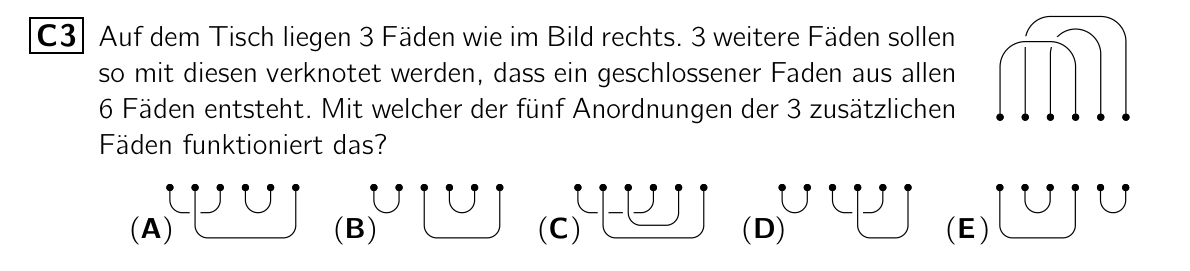 C3 Auf dem Tisch liegen 3 Fäden wie im Bild rechts. 3 weitere Fäden sollen
so mit diesen verknotet werden, dass ein geschlossener Faden aus allen
6 Fäden entsteht. Mit welcher der fünf Anordnungen der 3 zusätzlichen
Fäden funktioniert das?
(A) (B) (C) (D) (E)